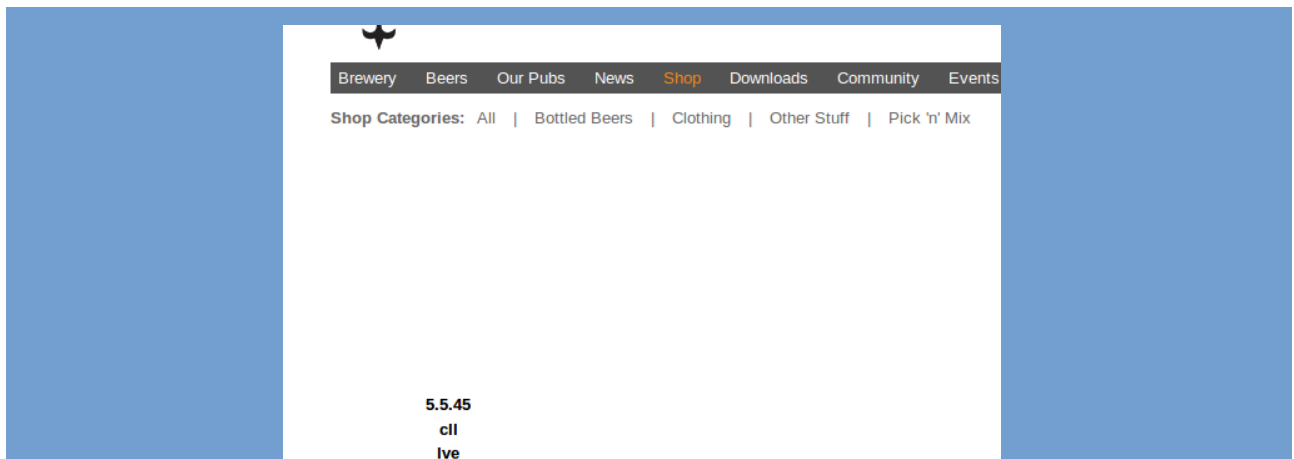 Brewery Beers Our Pubs News Shop Downloads Community Events
Shop Categories: All | Bottled Beers | Clothing | Other Stuff | Pick 'n' Mix
5.5.45
cll
lve